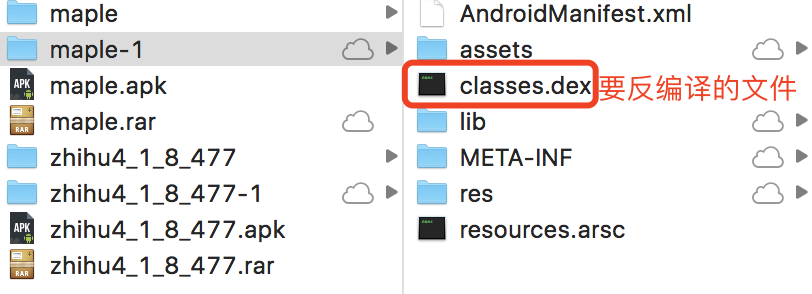 maple
maple-1
maple.apk
maple.rar
zhihu4_1_8_477
zhihu4_1_8_477-1
zhihu4_1_8_477.apk
zhihu4_1_8_477.rar
AndroidManifest.xml
assets
classes.dex 要反编译的文件
lib
META-INF
res
resources.arsc
APK
RAR
APK
RAR